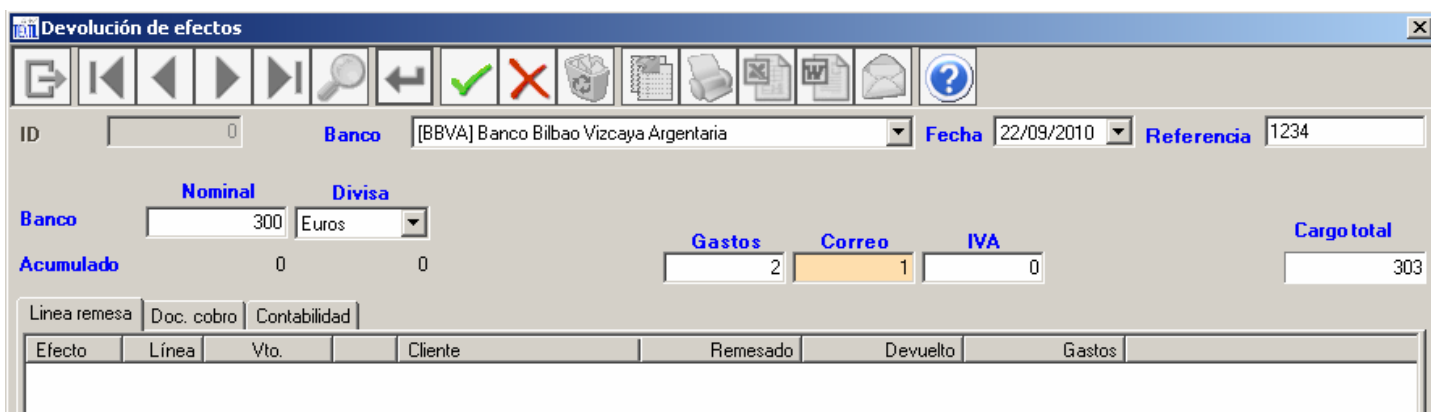 Devolución de efectos
ID 0 Banco [BBVA] Banco Bilbao Vizcaya Argentaria Fecha 22/09/2010 Referencia 1234
Nominal Divisa
Banco 300 Euros
Gastos Correo IVA Cargo total
Acumulado 0 0 2 1 0 303
Linea remesa Doc. cobro Contabilidad
Efecto Línea Vto. Cliente Remesado Devuelto Gastos